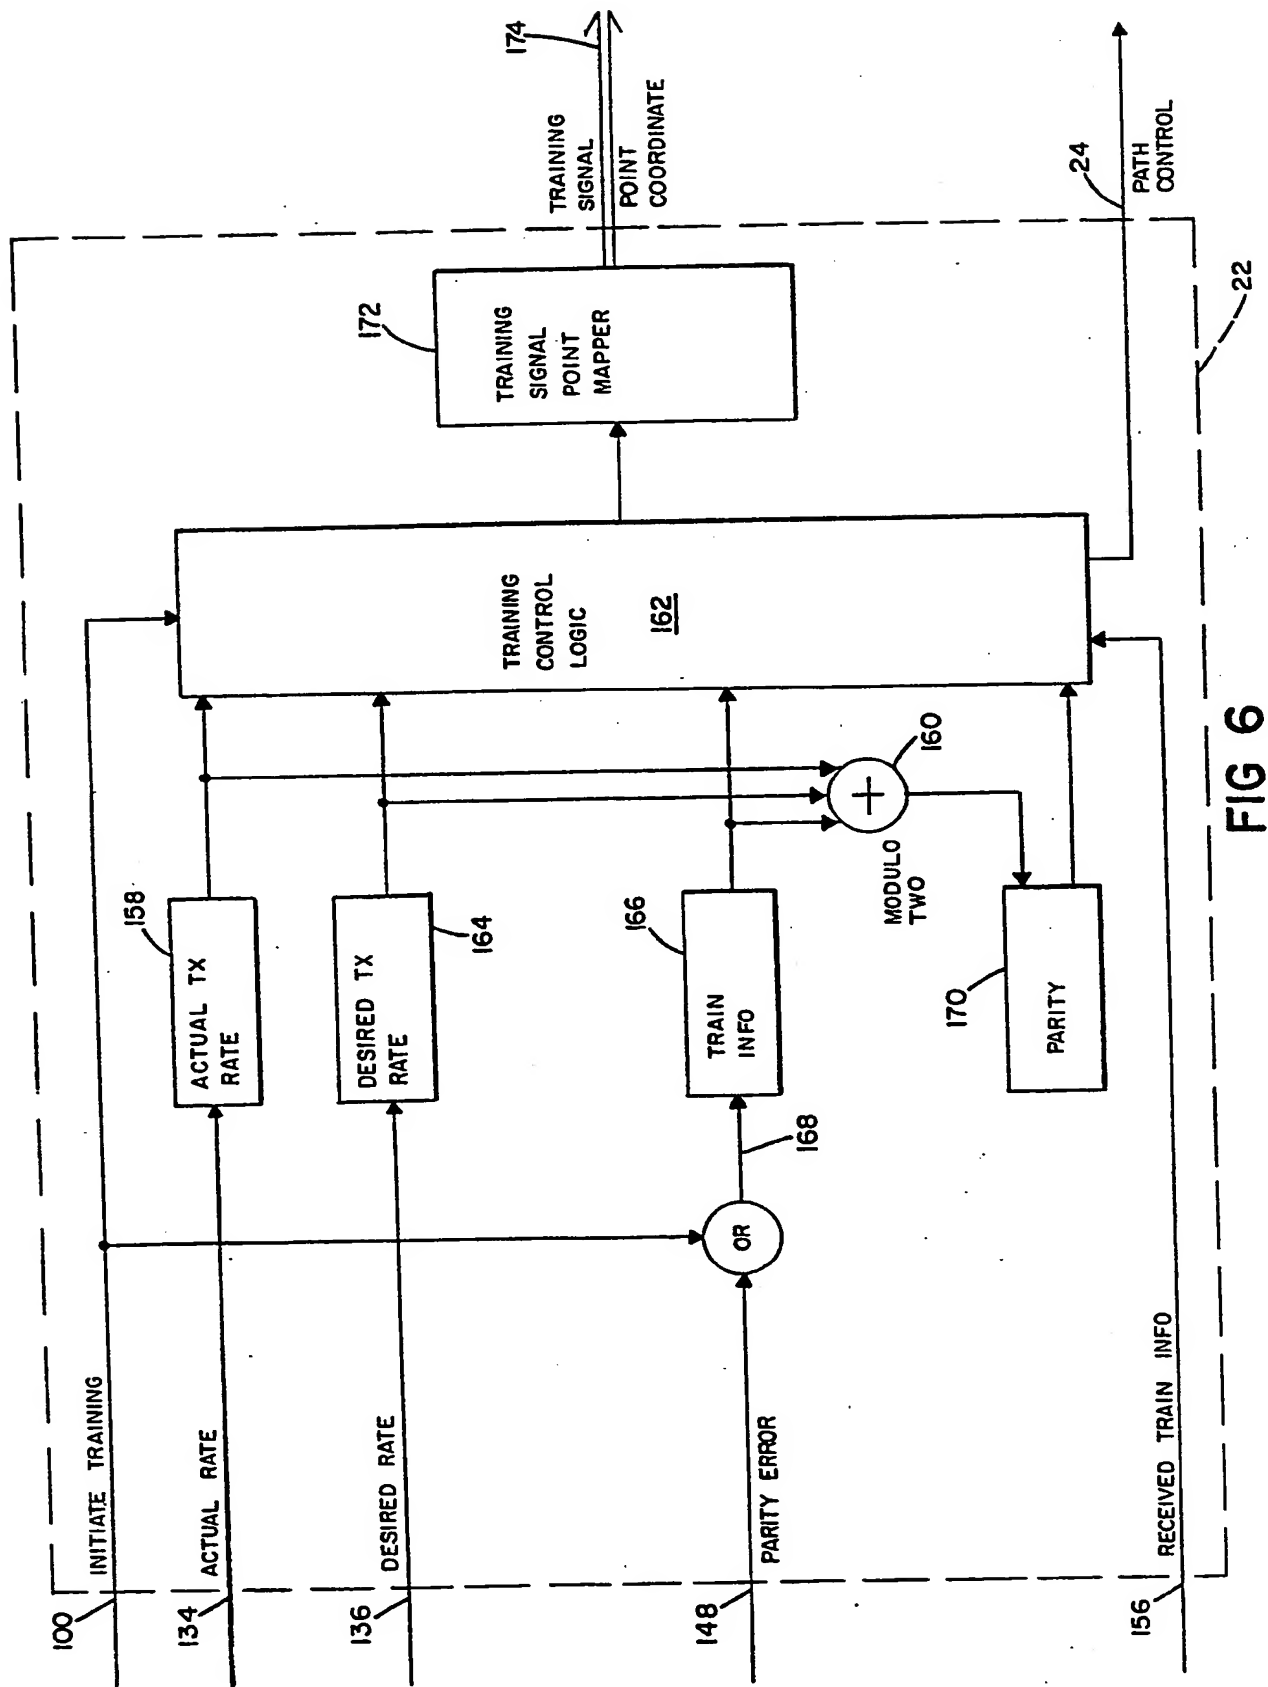 100
INITIATE TRAINING
134
ACTUAL RATE
136
DESIRED RATE
148
PARITY ERROR
156
RECEIVED TRAIN INFO
158
ACTUAL TX
RATE
DESIRED TX
RATE
164
OR
168
166
TRAIN
INFO
MODULO
TWO
160
170
PARITY
TRAINING
CONTROL
LOGIC
162
172
TRAINING
SIGNAL
POINT
MAPPER
174
TRAINING
SIGNAL
POINT
COORDINATE
24
PATH
CONTROL
22
FIG 6